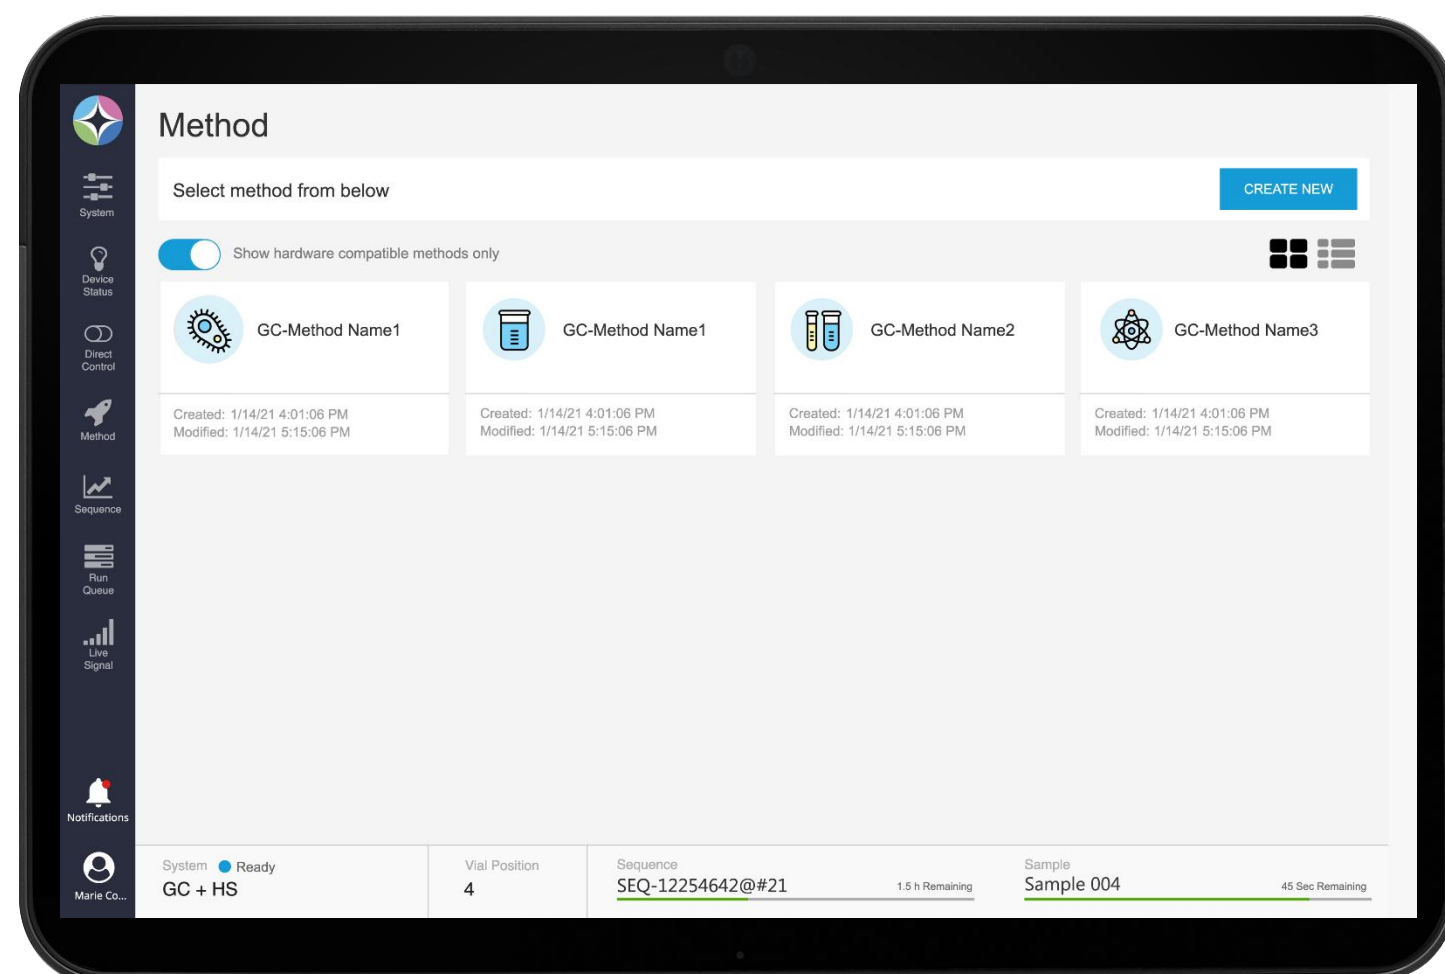 Method
Select method from below
CREATE NEW
Show hardware compatible methods only
GC-Method Name1
Created: 1/14/21 4:01:06 PM
Modified: 1/14/21 5:15:06 PM
GC-Method Name1
Created: 1/14/21 4:01:06 PM
Modified: 1/14/21 5:15:06 PM
GC-Method Name2
Created: 1/14/21 4:01:06 PM
Modified: 1/14/21 5:15:06 PM
GC-Method Name3
Created: 1/14/21 4:01:06 PM
Modified: 1/14/21 5:15:06 PM
System
Device
Status
Direct
Control
Method
Sequence
Run
Queue
Live
Signal
Notifications
Marie Co...
System Ready
GC + HS
Vial Position
4
Sequence
SEQ-12254642@#21
1.5 h Remaining
Sample
Sample 004
45 Sec Remaining